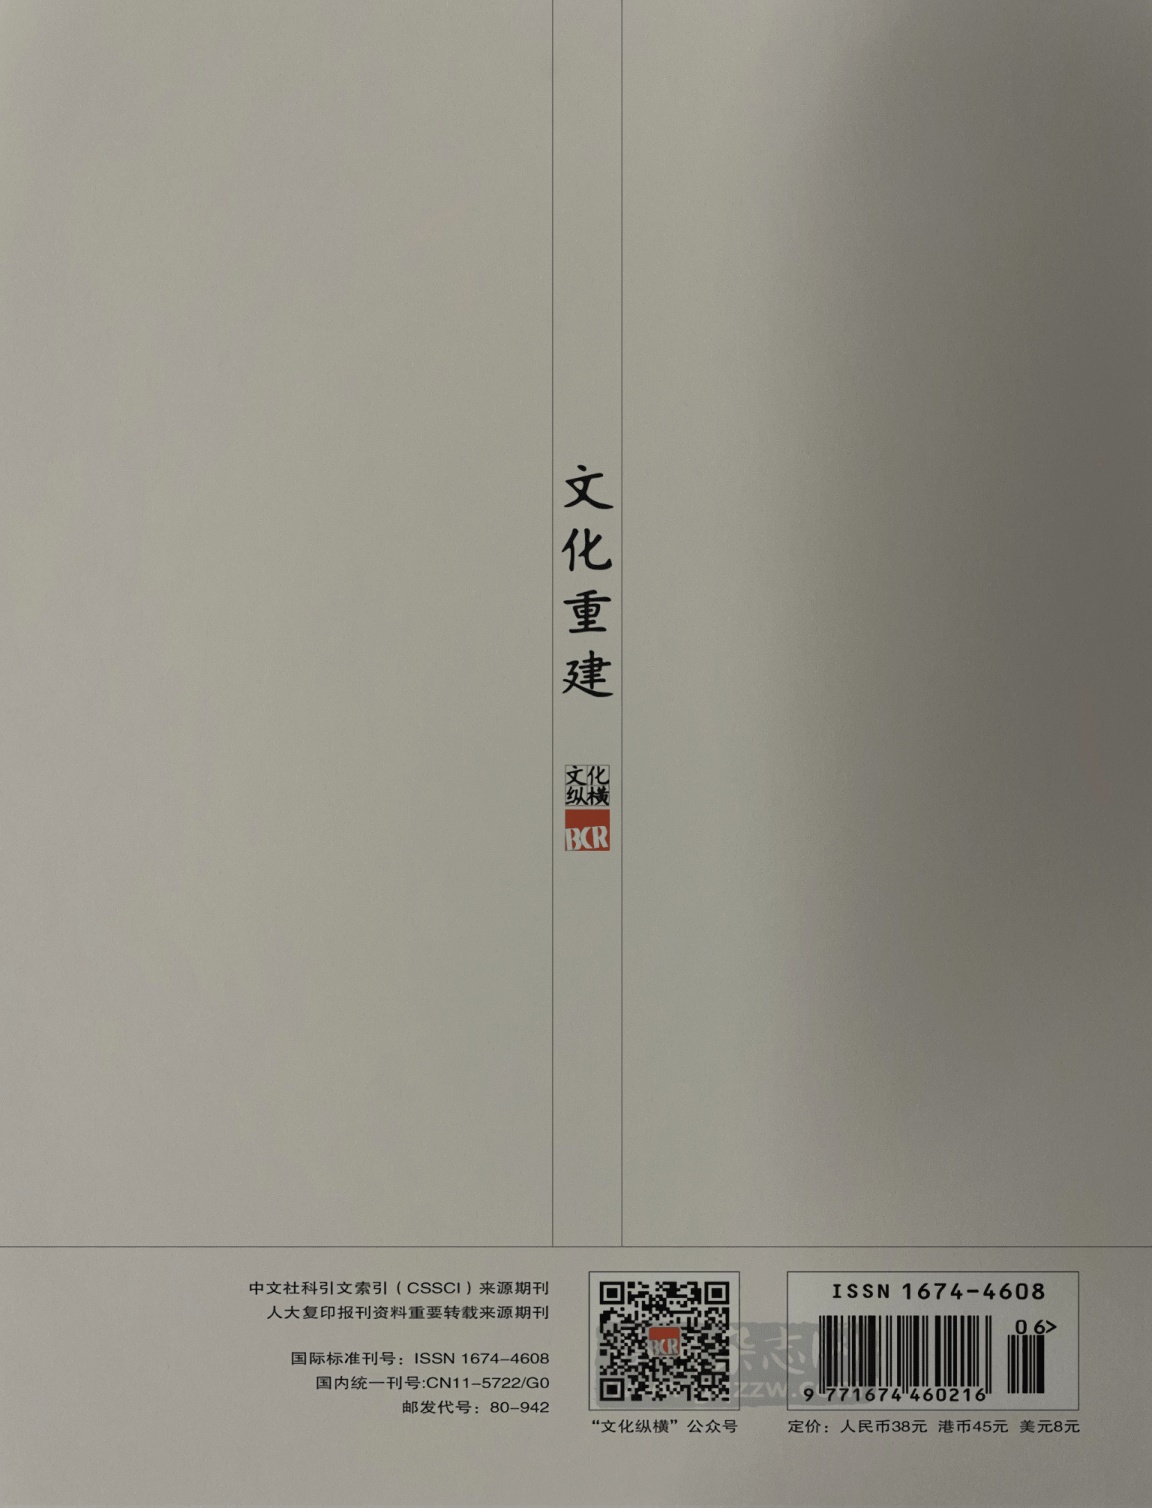 文化重建
文化
纵横
BCR
中文社科引文索引（CSSCI）来源期刊
人大复印报刊资料重要转载来源期刊
国际标准刊号：ISSN 1674-4608
国内统一刊号:CN11-5722/G0
邮发代号：80-942
BCR
“文化纵横”公众号
ISSN 1674-4608
06>
9 771674 460216
定价：人民币38元 港币45元 美元8元